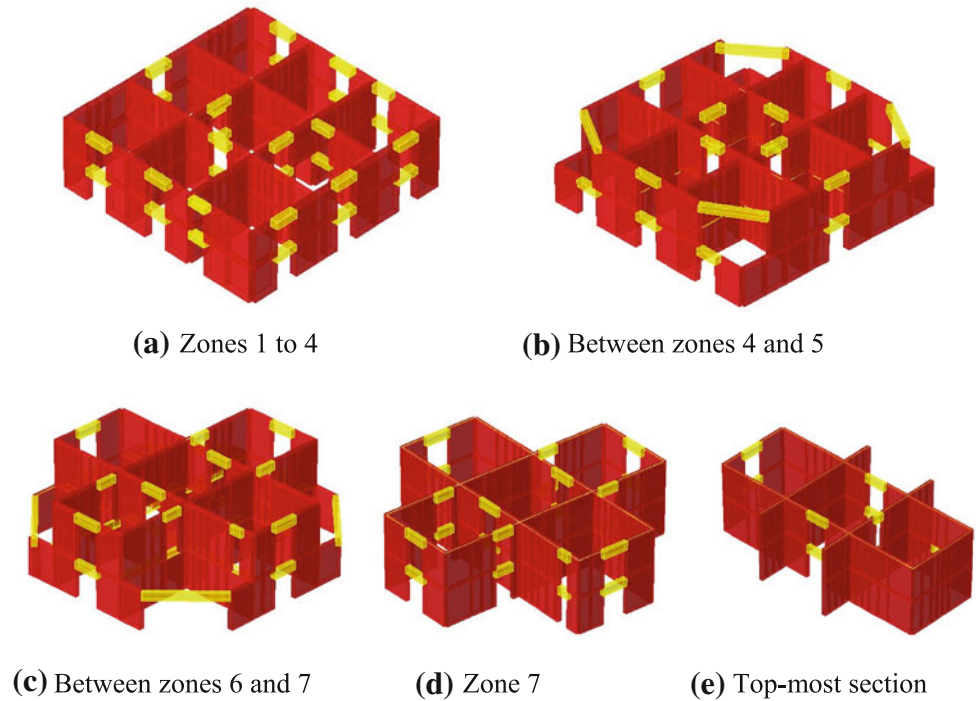 (a) Zones 1 to 4
(b) Between zones 4 and 5
(c) Between zones 6 and 7
(d) Zone 7
(e) Top-most section